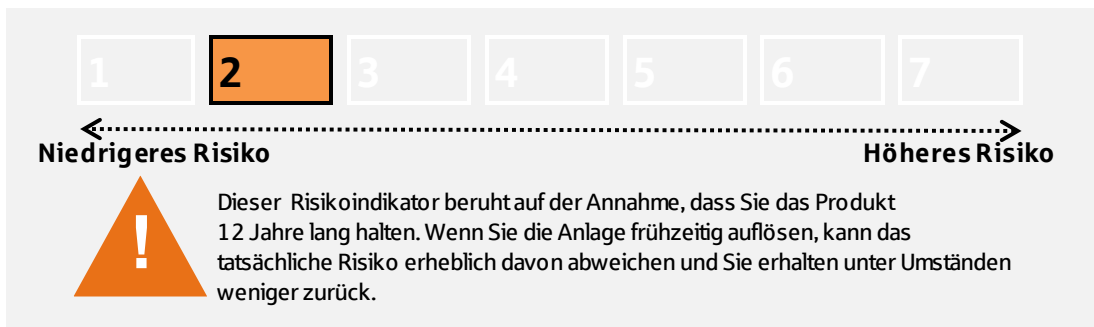 1 2 3 4 5 6 7
Niedrigeres Risiko Höheres Risiko
!
Dieser Risikoindikator beruht auf der Annahme, dass Sie das Produkt
12 Jahre lang halten. Wenn Sie die Anlage frühzeitig auflösen, kann das
tatsächliche Risiko erheblich davon abweichen und Sie erhalten unter Umständen
weniger zurück.